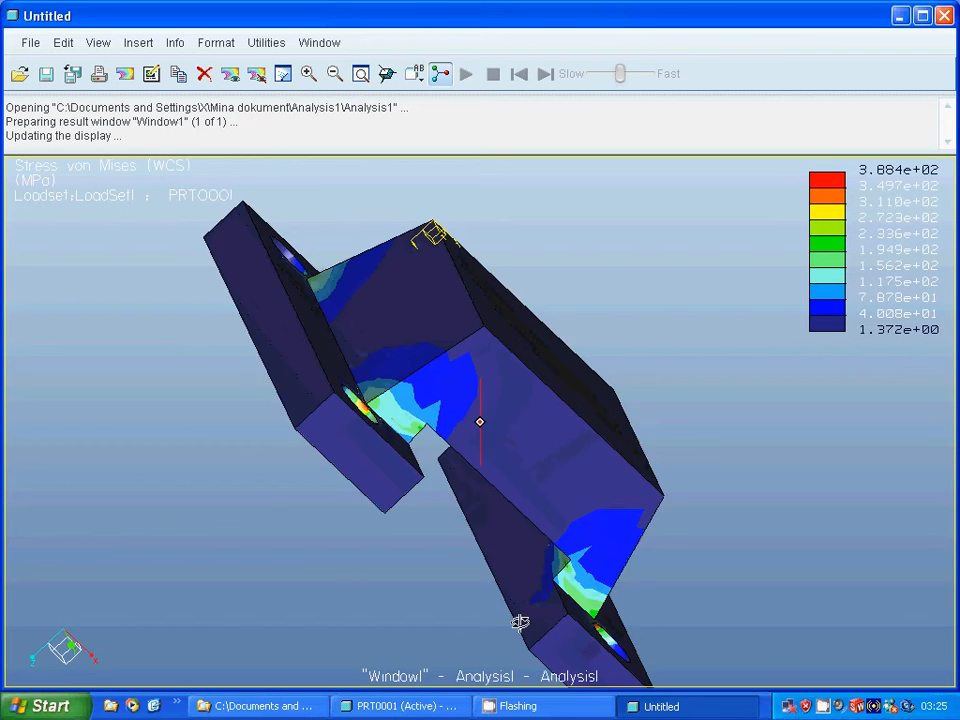 Untitled
File Edit View Insert Info Format Utilities Window
Slow Fast
Opening "C:\Documents and Settings\X\Mina dokument\Analysis1\Analysis1" ...
Preparing result window "Window1" (1 of 1) ...
Updating the display ...
Stress von Mises (WCS)
(MPa)
Loadset:LoadSet1 : PRT0001
3.884e+02
3.497e+02
3.110e+02
2.723e+02
2.336e+02
1.949e+02
1.562e+02
1.175e+02
7.878e+01
4.008e+01
1.372e+00
"Window1" - Analysis1 - Analysis1
Start
C:\Documents and ...
PRT0001 (Active) - ...
Flashing
Untitled
03:25